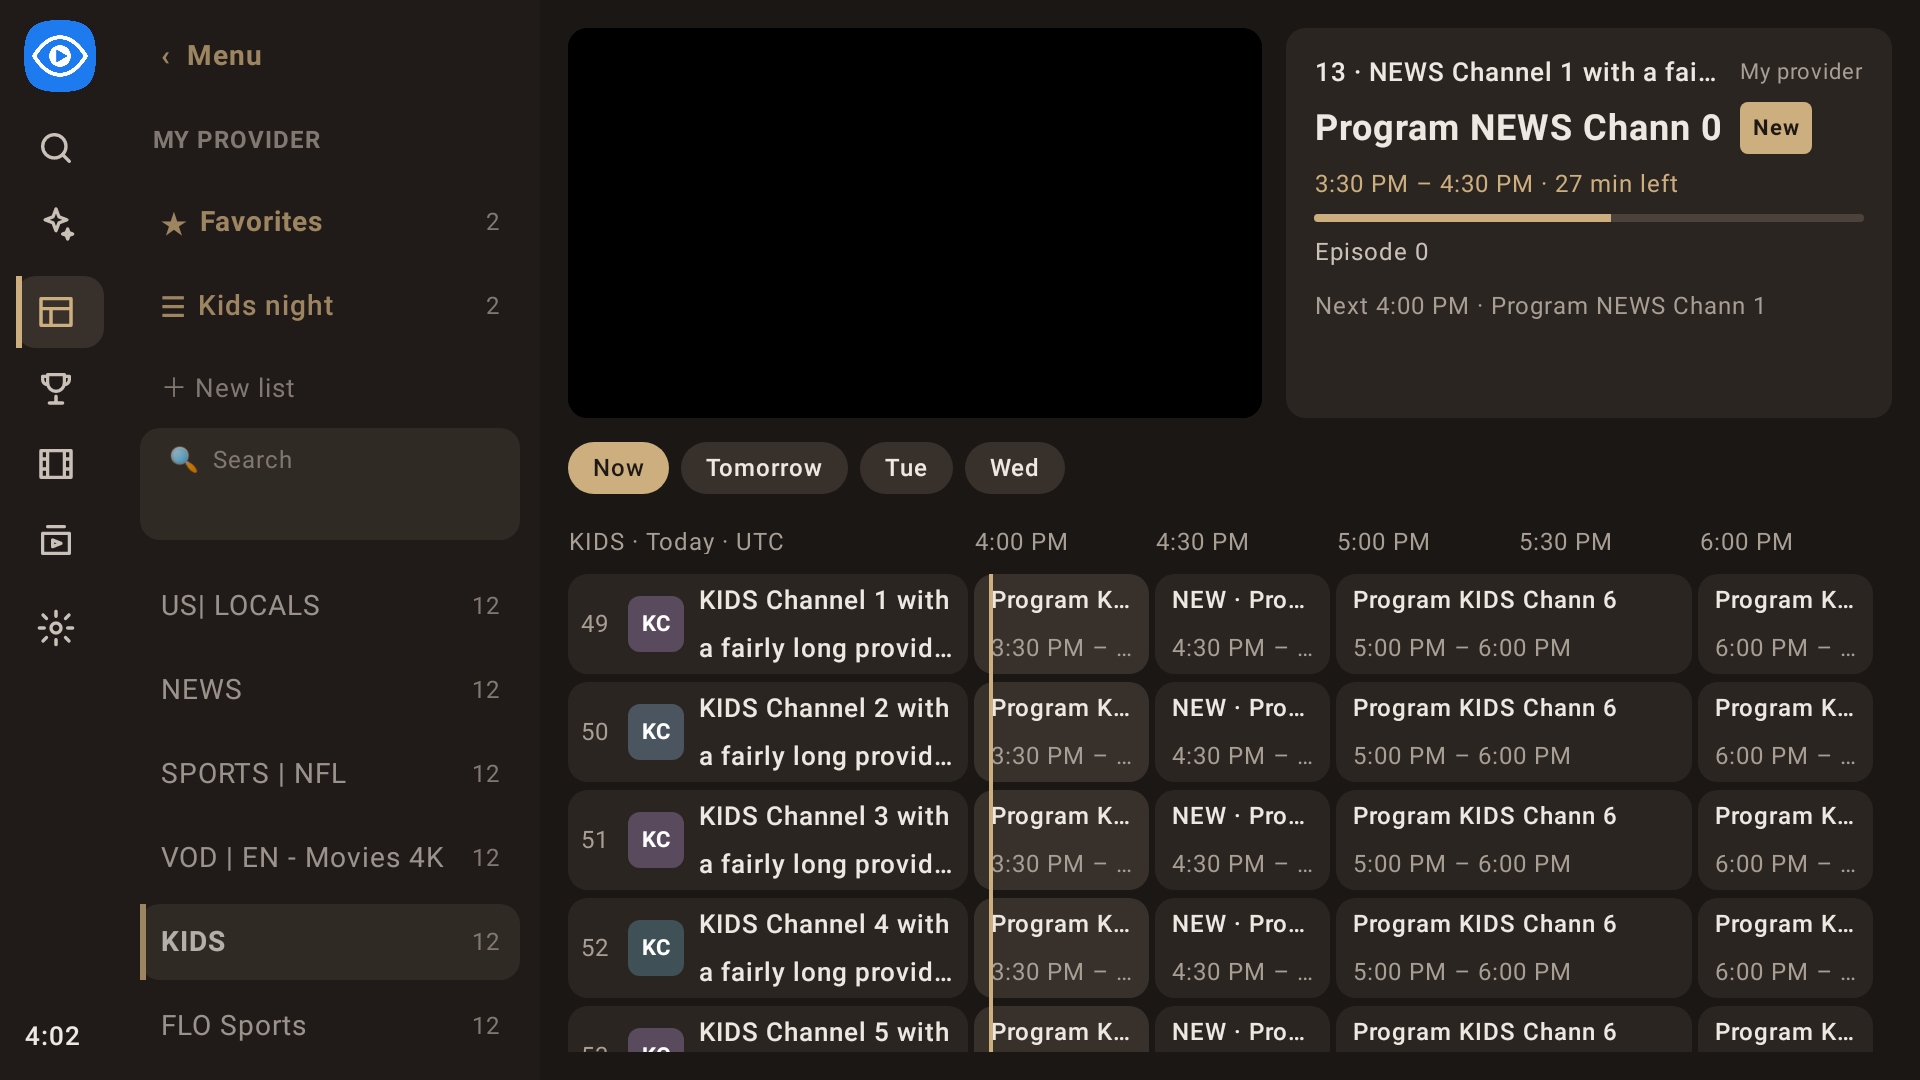 ‹ Menu
MY PROVIDER
★ Favorites 2
☰ Kids night 2
+ New list
🔍 Search
US| LOCALS 12
NEWS 12
SPORTS | NFL 12
VOD | EN - Movies 4K 12
KIDS 12
FLO Sports 12
4:02
13 · NEWS Channel 1 with a fai… My provider
Program NEWS Chann 0 New
3:30 PM – 4:30 PM · 27 min left
Episode 0
Next 4:00 PM · Program NEWS Chann 1
Now Tomorrow Tue Wed
KIDS · Today · UTC 4:00 PM 4:30 PM 5:00 PM 5:30 PM 6:00 PM
49 KC KIDS Channel 1 with Program K… NEW · Pro… Program KIDS Chann 6 Program K…
a fairly long provid… 3:30 PM – … 4:30 PM – … 5:00 PM – 6:00 PM 6:00 PM – …
50 KC KIDS Channel 2 with Program K… NEW · Pro… Program KIDS Chann 6 Program K…
a fairly long provid… 3:30 PM – … 4:30 PM – … 5:00 PM – 6:00 PM 6:00 PM – …
51 KC KIDS Channel 3 with Program K… NEW · Pro… Program KIDS Chann 6 Program K…
a fairly long provid… 3:30 PM – … 4:30 PM – … 5:00 PM – 6:00 PM 6:00 PM – …
52 KC KIDS Channel 4 with Program K… NEW · Pro… Program KIDS Chann 6 Program K…
a fairly long provid… 3:30 PM – … 4:30 PM – … 5:00 PM – 6:00 PM 6:00 PM – …
KIDS Channel 5 with Program K… NEW · Pro… Program KIDS Chann 6 Program K…